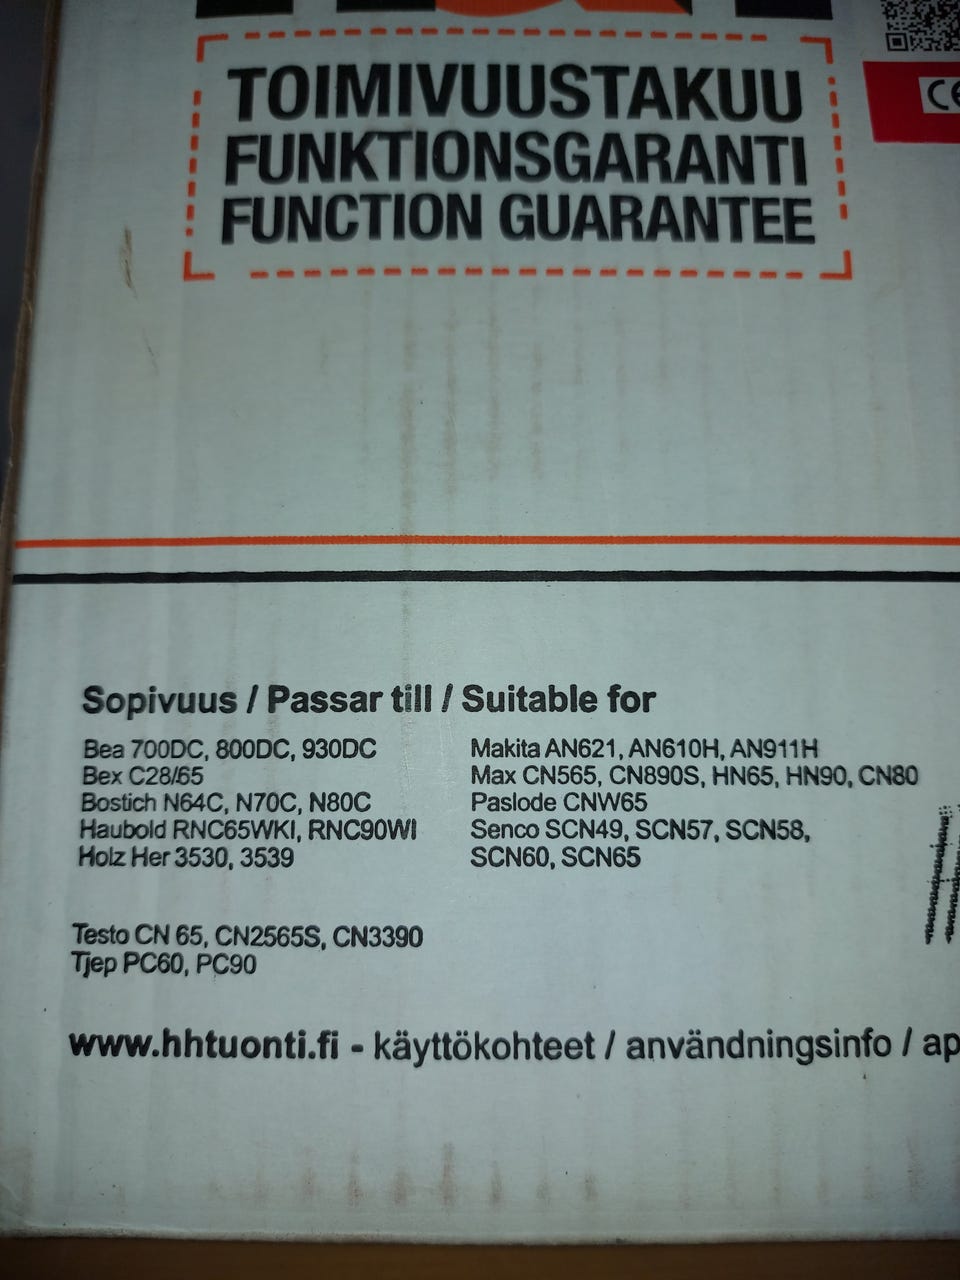 TOIMIVUUSTAKUU
FUNKTIONSGARANTI
FUNCTION GUARANTEE
CE
Sopivuus / Passar till / Suitable for
Bea 700DC, 800DC, 930DC
Bex C28/65
Bostich N64C, N70C, N80C
Haubold RNC65WKI, RNC90WI
Holz Her 3530, 3539
Makita AN621, AN610H, AN911H
Max CN565, CN890S, HN65, HN90, CN80
Paslode CNW65
Senco SCN49, SCN57, SCN58,
SCN60, SCN65
Testo CN 65, CN2565S, CN3390
Tjep PC60, PC90
www.hhtuonti.fi - käyttökohteet / användningsinfo / ap